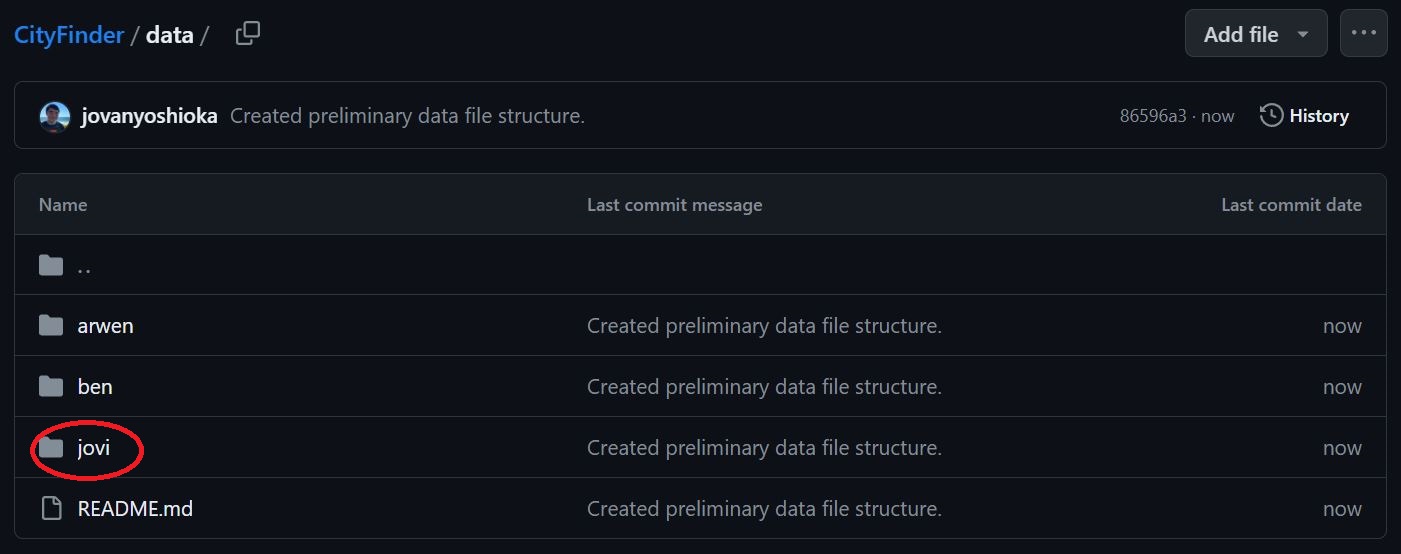 CityFinder / data /
Add file
jovanyoshioka Created preliminary data file structure.
86596a3 · now History
Name Last commit message Last commit date
..
arwen Created preliminary data file structure. now
ben Created preliminary data file structure. now
jovi Created preliminary data file structure. now
README.md Created preliminary data file structure. now